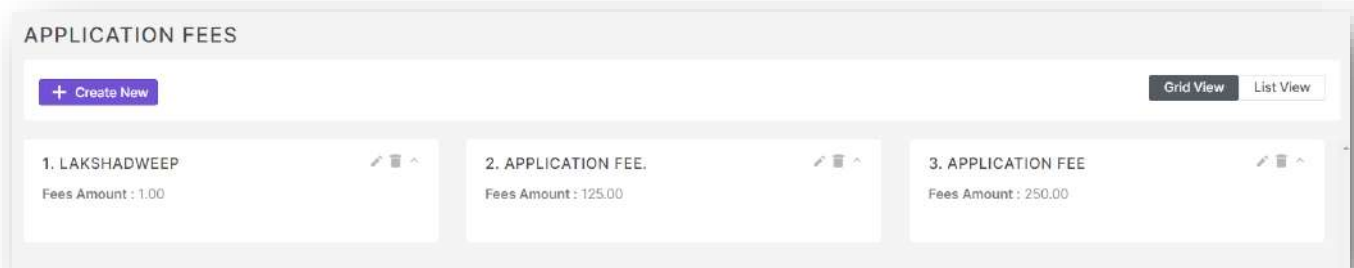 APPLICATION FEES
+ Create New
Grid View
List View
1. LAKSHADWEEP
Fees Amount : 1.00
2. APPLICATION FEE.
Fees Amount : 125.00
3. APPLICATION FEE
Fees Amount : 250.00